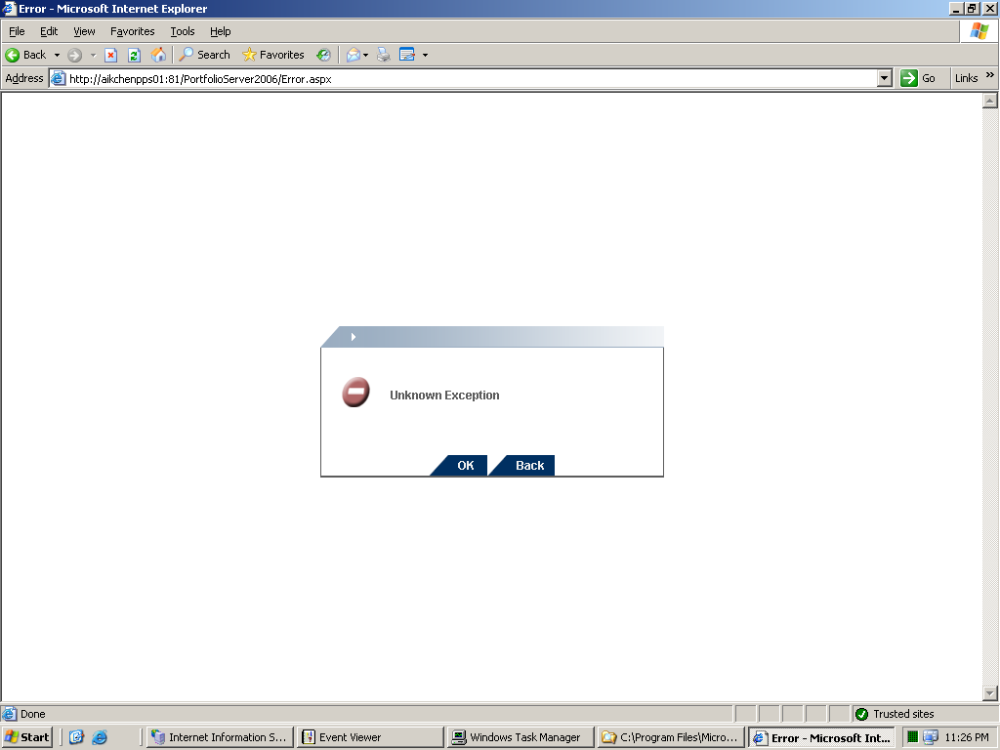 Error - Microsoft Internet Explorer
File Edit View Favorites Tools Help
Back Search Favorites
Address http://aikchenpps01:81/PortfolioServer2006/Error.aspx Go Links »
Unknown Exception
OK Back
Done Trusted sites
Start Internet Information S... Event Viewer Windows Task Manager C:\Program Files\Micro... Error - Microsoft Int... 11:26 PM